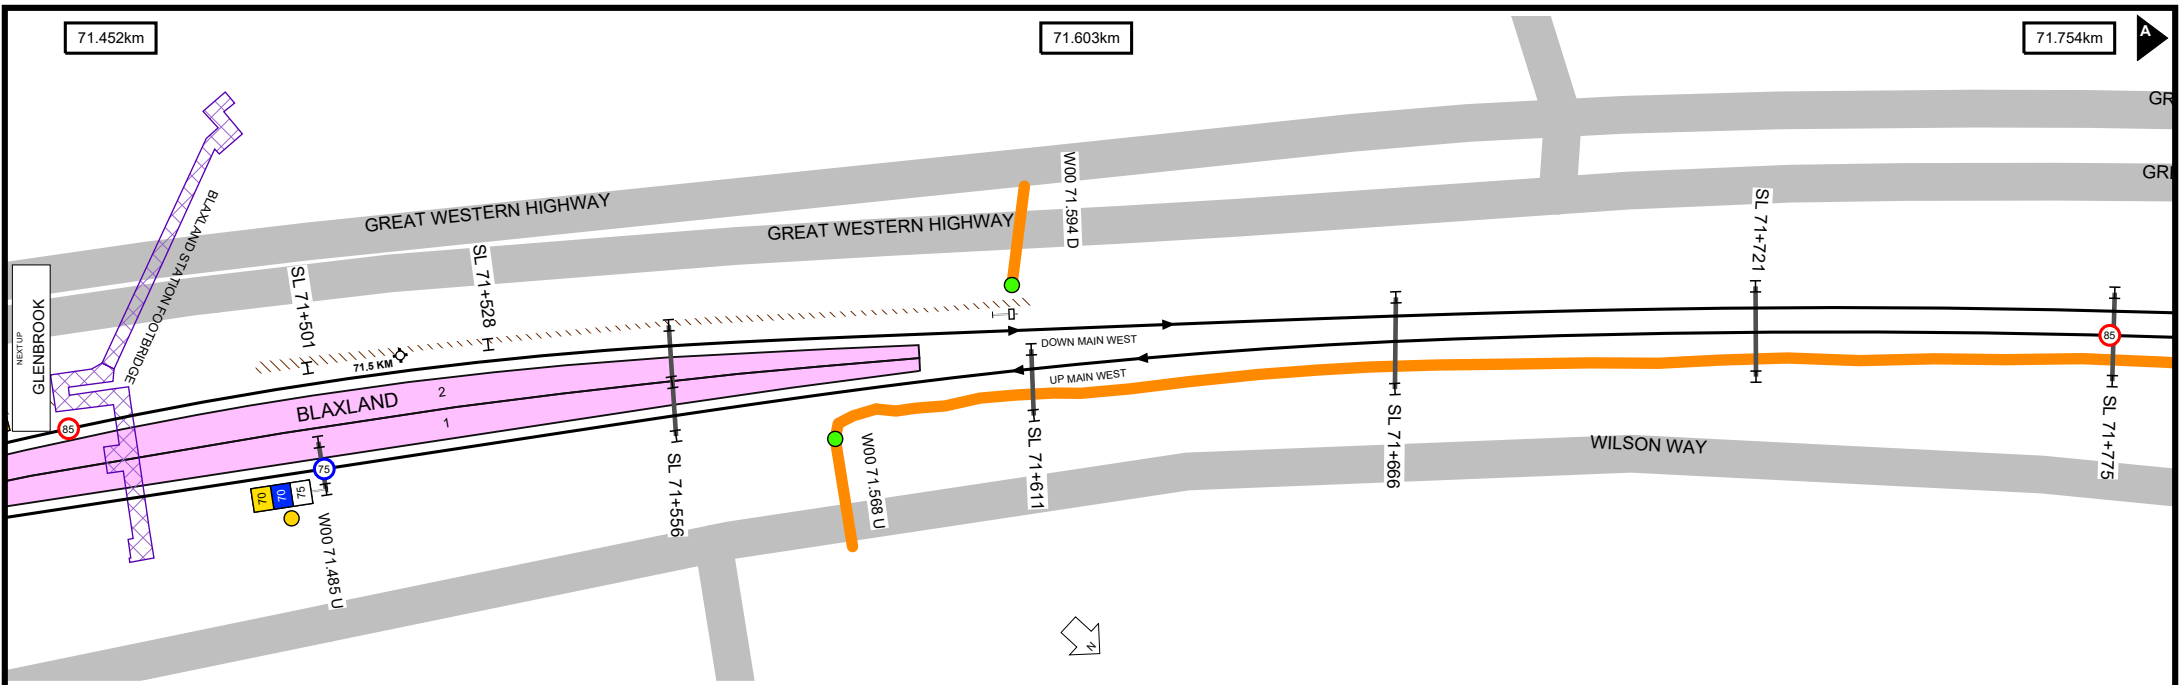 71.452km
71.603km
71.754km
A
GR
GRE
GREAT WESTERN HIGHWAY
GREAT WESTERN HIGHWAY
BLAXLAND STATION FOOTBRIDGE
NEXT UP
GLENBROOK
SL 71+501
SL 71+528
W00 71.594 D
SL 71+721
71.5 KM
DOWN MAIN WEST
UP MAIN WEST
BLAXLAND
2
1
85
75
70
70
75
85
W00 71.485 U
SL 71+556
W00 71.568 U
SL 71+611
SL 71+666
SL 71+775
WILSON WAY
N